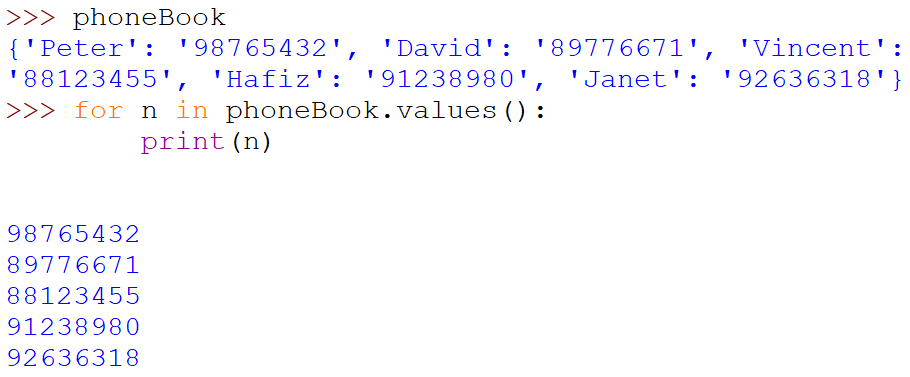 >>> phoneBook
{'Peter': '98765432', 'David': '89776671', 'Vincent':
'88123455', 'Hafiz': '91238980', 'Janet': '92636318'}
>>> for n in phoneBook.values():
        print(n)
98765432
89776671
88123455
91238980
92636318